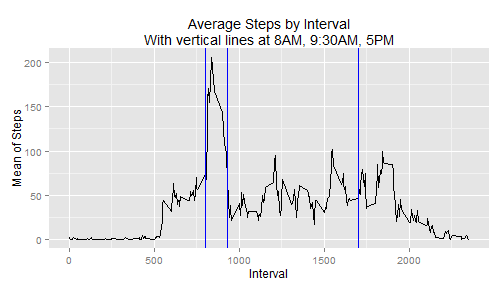 Average Steps by Interval
With vertical lines at 8AM, 9:30AM, 5PM
Mean of Steps
200
150
100
50
0
0 500 1000 1500 2000
Interval